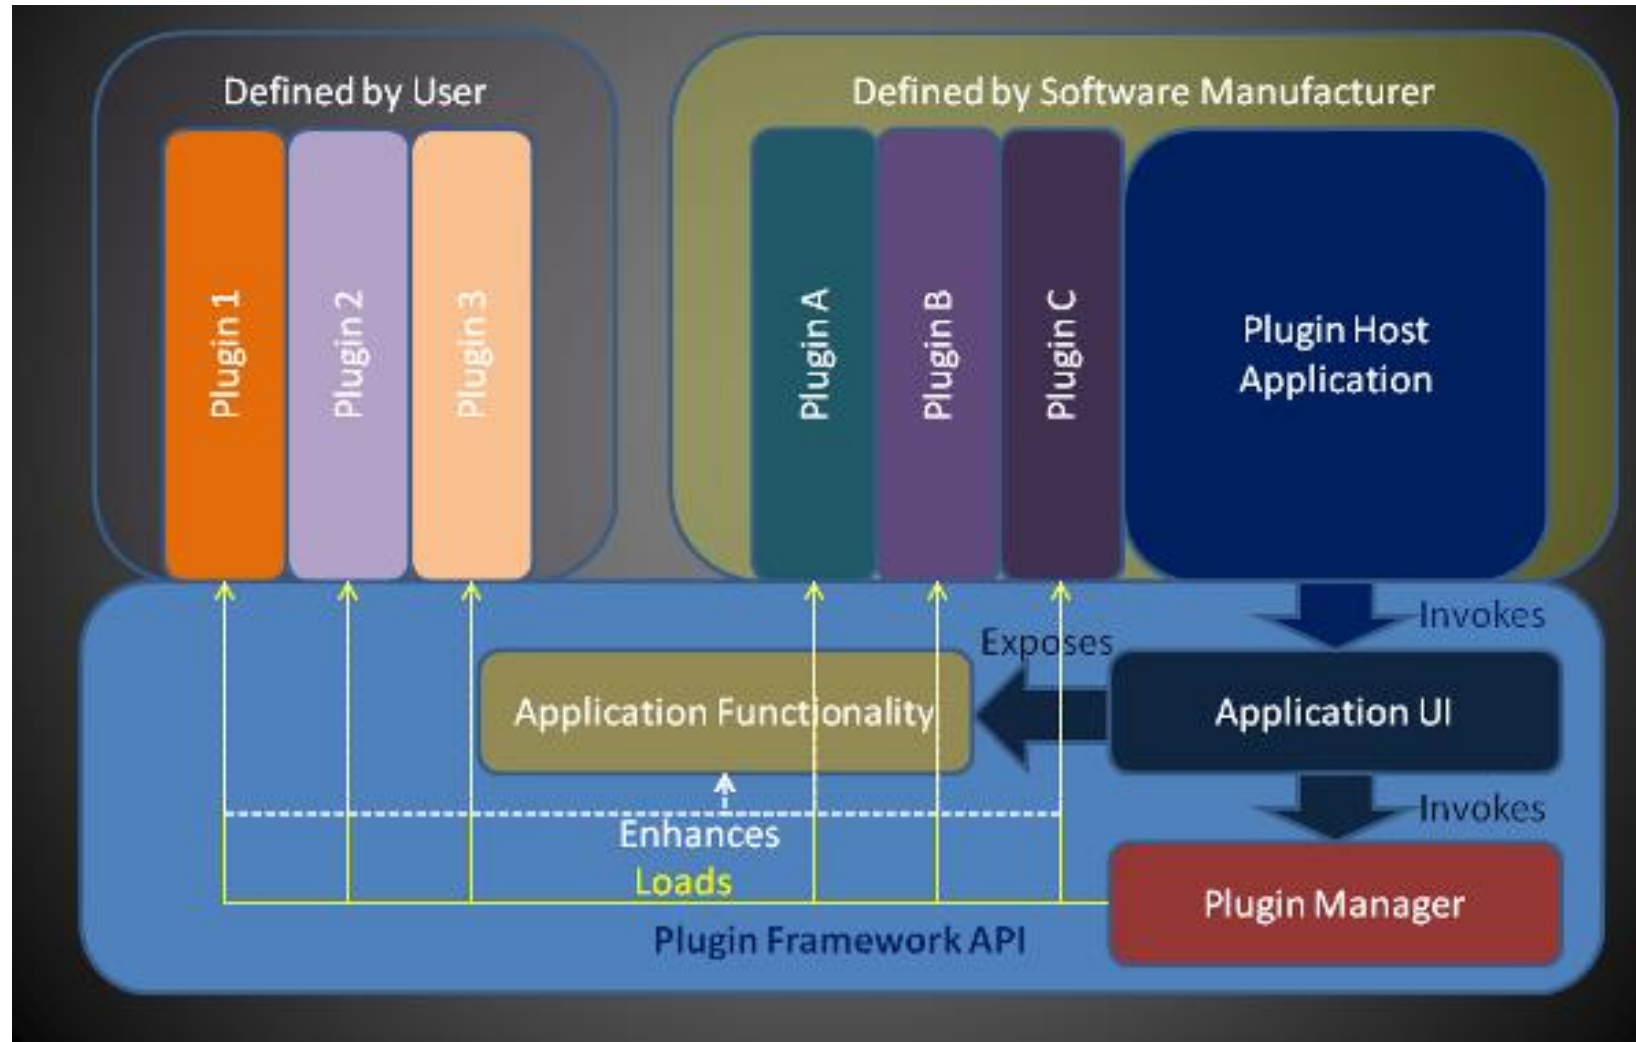 Defined by User
Defined by Software Manufacturer
Plugin 1
Plugin 2
Plugin 3
Plugin A
Plugin B
Plugin C
Plugin Host
Application
Invokes
Exposes
Application Functionality
Application UI
Invokes
Enhances
Loads
Plugin Manager
Plugin Framework API